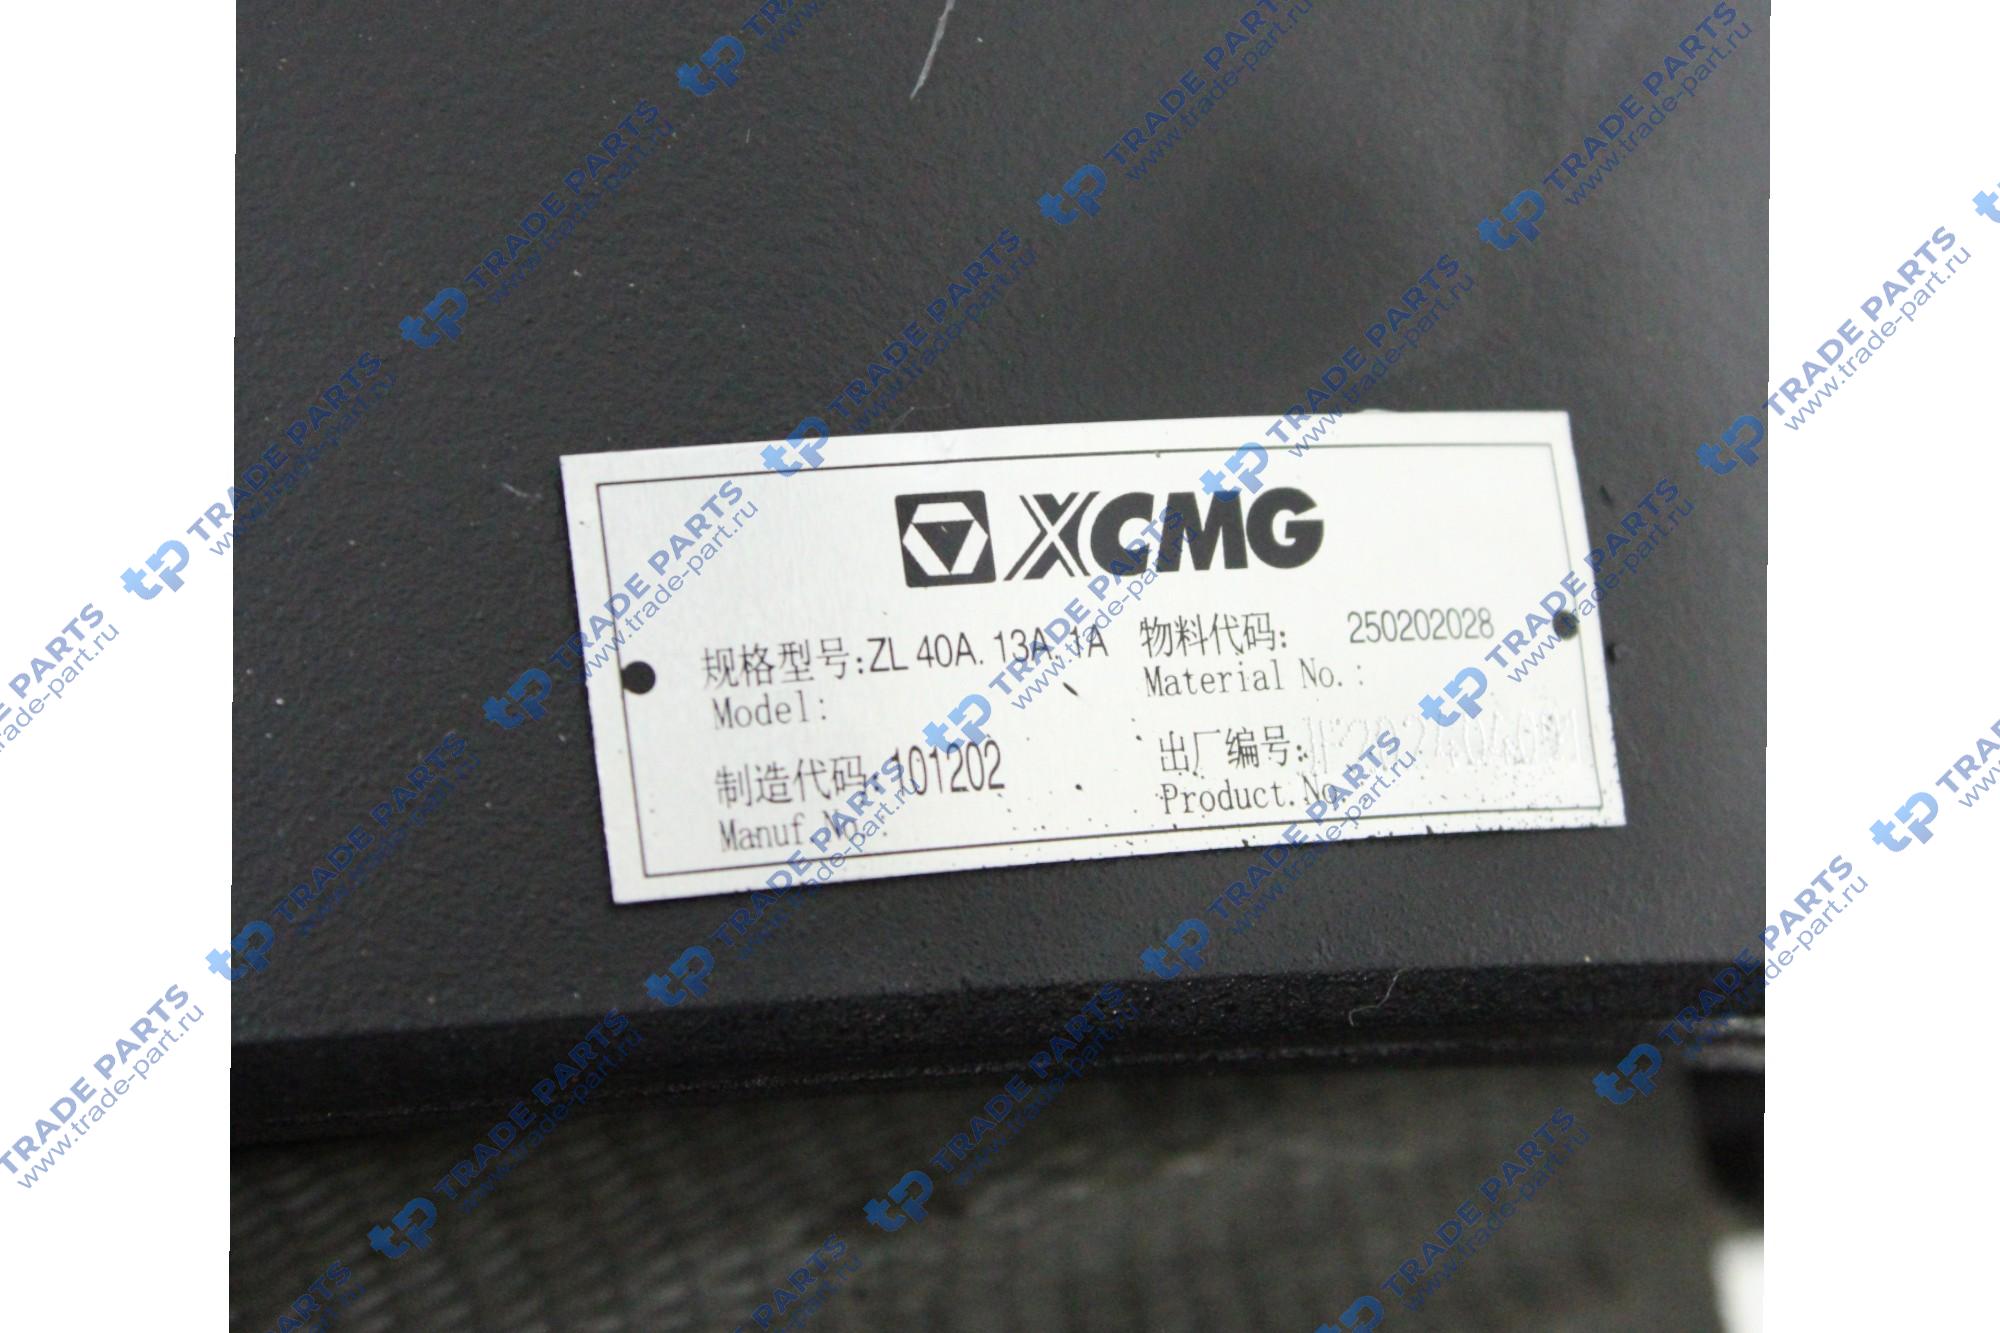 XCMG
规格型号:ZL 40A. 13A. 1A
Model:
物料代码: 250202028
Material No.:
制造代码: 101202
Manuf.No.:
出厂编号:
Product.No.
TRADE PARTS
www.trade-part.ru